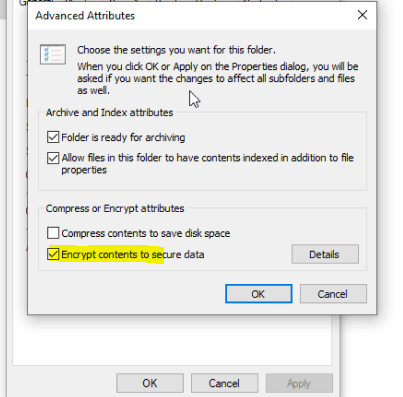 Advanced Attributes
Choose the settings you want for this folder.
When you click OK or Apply on the Properties dialog, you will be
asked if you want the changes to affect all subfolders and files
as well.
Archive and Index attributes
Folder is ready for archiving
Allow files in this folder to have contents indexed in addition to file
properties
Compress or Encrypt attributes
Compress contents to save disk space
Encrypt contents to secure data
Details
OK
Cancel
OK
Cancel
Apply